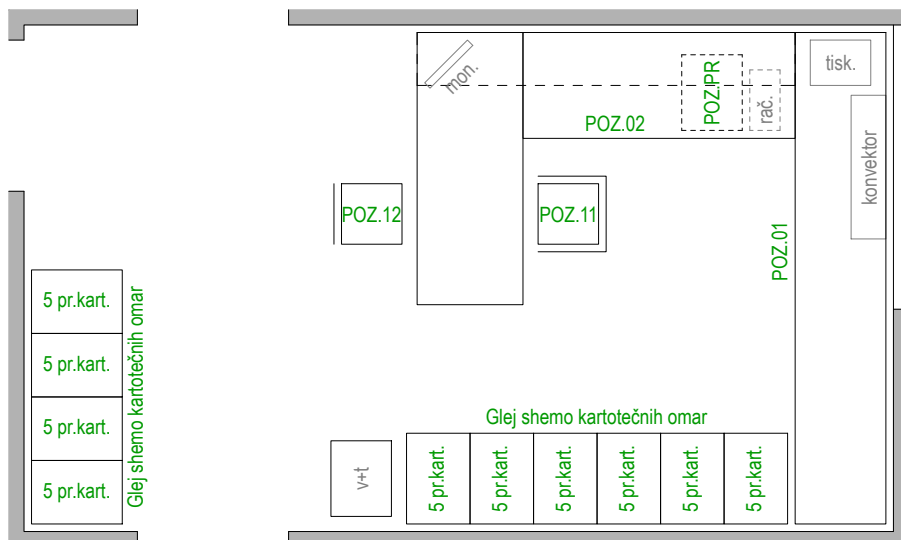 mon.
POZ.PR
rač.
tisk.
POZ.02
konvektor
POZ.12
POZ.11
POZ.01
5 pr.kart.
5 pr.kart.
5 pr.kart.
5 pr.kart.
Glej shemo kartotečnih omar
Glej shemo kartotečnih omar
v+t
5 pr.kart.
5 pr.kart.
5 pr.kart.
5 pr.kart.
5 pr.kart.
5 pr.kart.